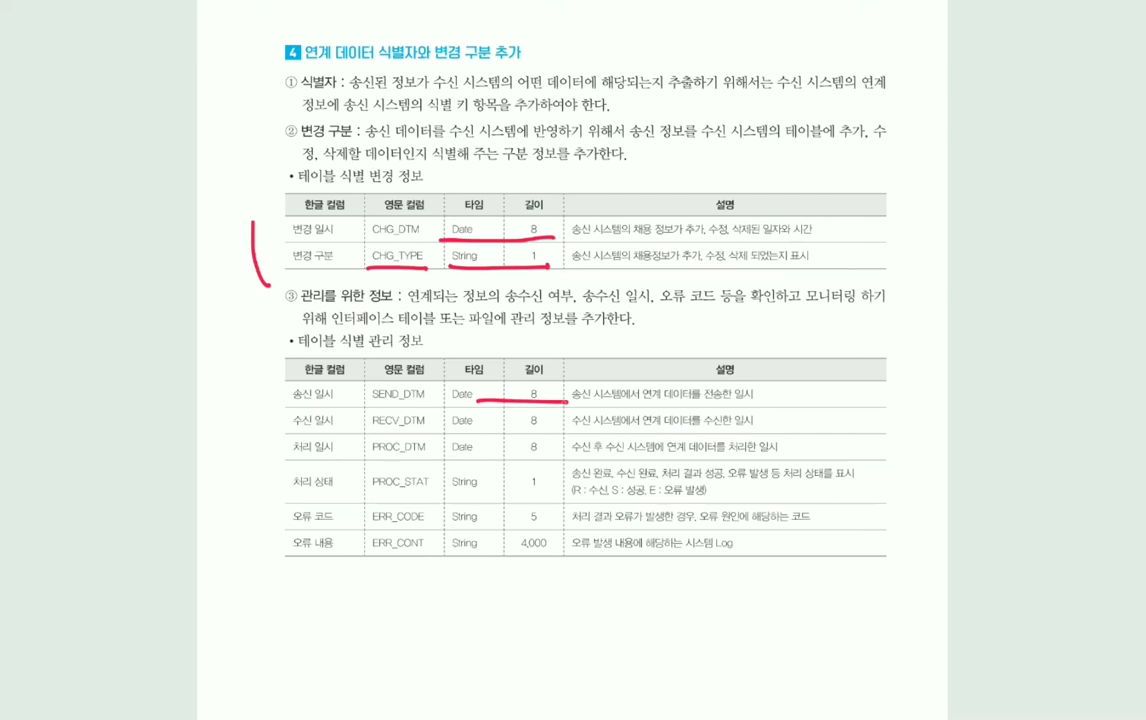 4 연계 데이터 식별자와 변경 구분 추가
① 식별자 : 송신된 정보가 수신 시스템의 어떤 데이터에 해당되는지 추출하기 위해서는 수신 시스템의 연계
정보에 송신 시스템의 식별 키 항목을 추가하여야 한다.
② 변경 구분 : 송신 데이터를 수신 시스템에 반영하기 위해서 송신 정보를 수신 시스템의 테이블에 추가, 수
정, 삭제할 데이터인지 식별해 주는 구분 정보를 추가한다.
• 테이블 식별 변경 정보
한글 컬럼 영문 컬럼 타임 길이 설명
변경 일시 CHG_DTM Date 8 송신 시스템의 채용 정보가 추가, 수정, 삭제된 일자와 시간
변경 구분 CHG_TYPE String 1 송신 시스템의 채용정보가 추가, 수정, 삭제 되었는지 표시
③ 관리를 위한 정보 : 연계되는 정보의 송수신 여부, 송수신 일시, 오류 코드 등을 확인하고 모니터링 하기
위해 인터페이스 테이블 또는 파일에 관리 정보를 추가한다.
• 테이블 식별 관리 정보
한글 컬럼 영문 컬럼 타임 길이 설명
송신 일시 SEND_DTM Date 8 송신 시스템에서 연계 데이터를 전송한 일시
수신 일시 RECV_DTM Date 8 수신 시스템에서 연계 데이터를 수신한 일시
처리 일시 PROC_DTM Date 8 수신 후 수신 시스템에 연계 데이터를 처리한 일시
처리 상태 PROC_STAT String 1 송신 완료, 수신 완료, 처리 결과 성공, 오류 발생 등 처리 상태를 표시
(R : 수신, S : 성공, E : 오류 발생)
오류 코드 ERR_CODE String 5 처리 결과 오류가 발생한 경우, 오류 원인에 해당하는 코드
오류 내용 ERR_CONT String 4,000 오류 발생 내용에 해당하는 시스템 Log